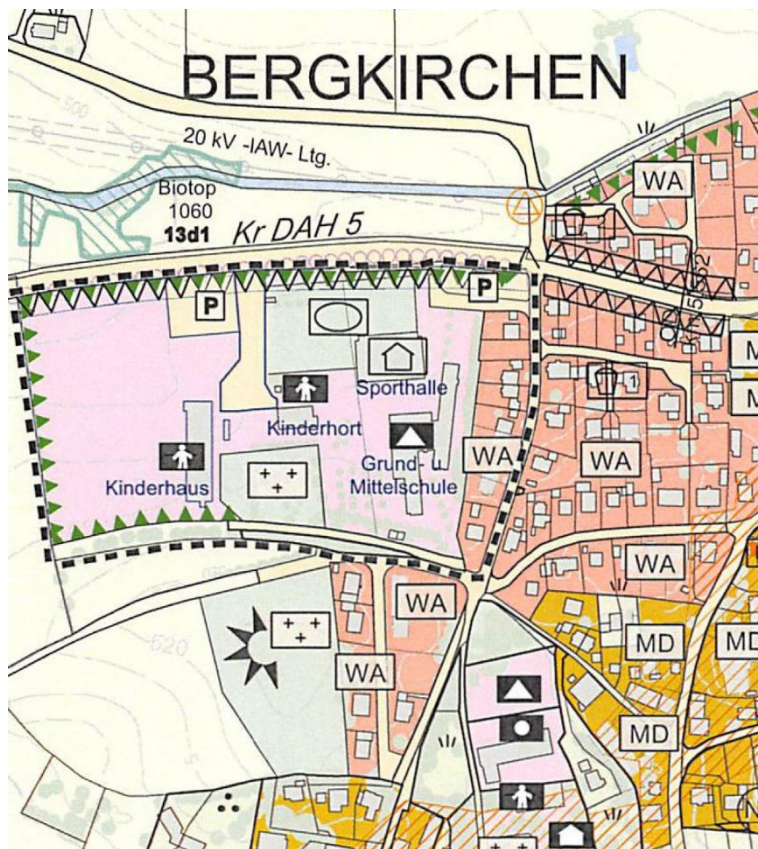 BERGKIRCHEN
500
20 kV -IAW- Ltg.
WA
Biotop
1060
13d1
Kr DAH 5
P
P
Sporthalle
1
M
M
Kinderhort
Grund- u.
Mittelschule
WA
WA
Kinderhaus
WA
WA
520
MD
MD
WA
MD